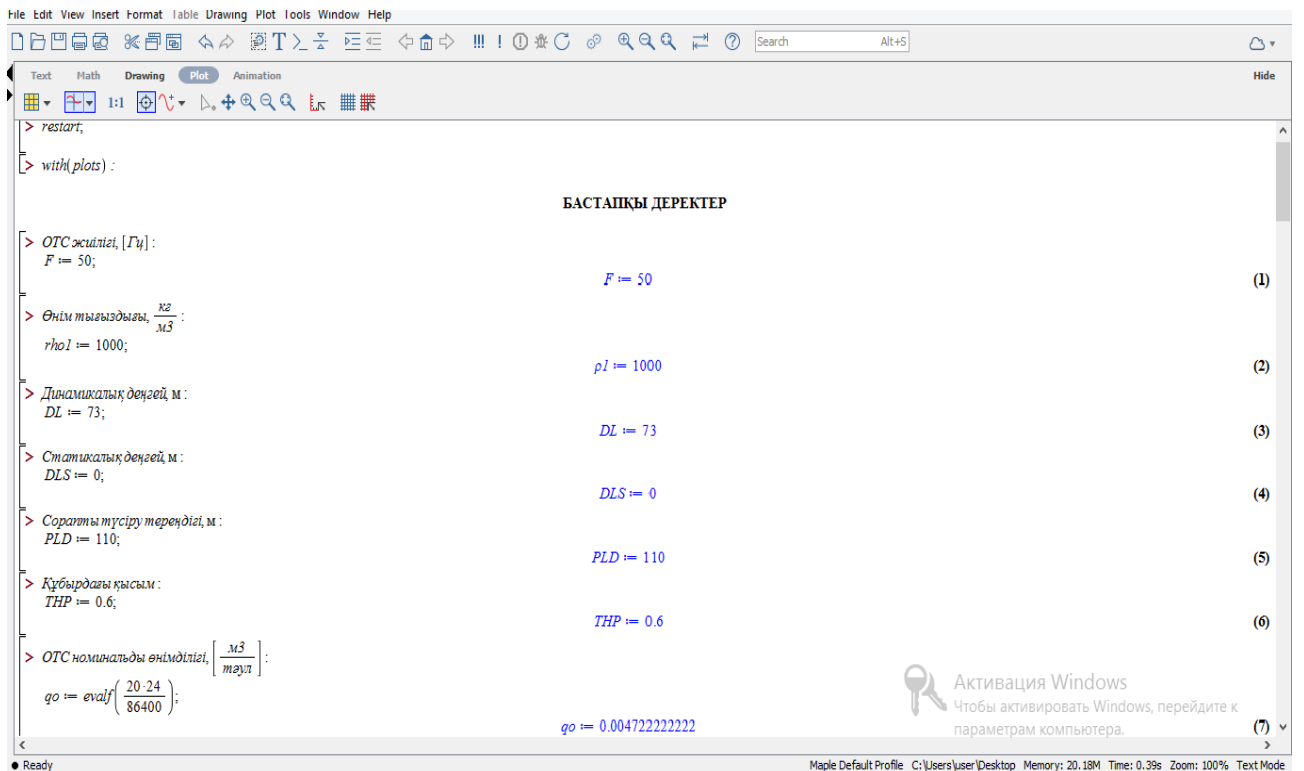 File Edit View Insert Format Table Drawing Plot Tools Window Help
Search Alt+S
Text Math Drawing Plot Animation Hide
1:1
> restart;
> with(plots) :
БАСТАПҚЫ ДЕРЕКТЕР
> ОТС жиілігі, [Гц] :
F := 50;
F := 50 (1)
> Өнім тығыздығы, кг/м3 :
rho1 := 1000;
ρ1 := 1000 (2)
> Динамикалық деңгей, м :
DL := 73;
DL := 73 (3)
> Статикалық деңгей, м :
DLS := 0;
DLS := 0 (4)
> Сорапты түсіру тереңдігі, м :
PLD := 110;
PLD := 110 (5)
> Құбырдағы қысым :
THP := 0.6;
THP := 0.6 (6)
> ОТС номинальды өнімділігі, [м3/тәул] :
qo := evalf(20·24/86400);
qo := 0.004722222222 (7)
Активация Windows
Чтобы активировать Windows, перейдите к
параметрам компьютера.
Ready Maple Default Profile C:\Users\user\Desktop Memory: 20.18M Time: 0.39s Zoom: 100% Text Mode